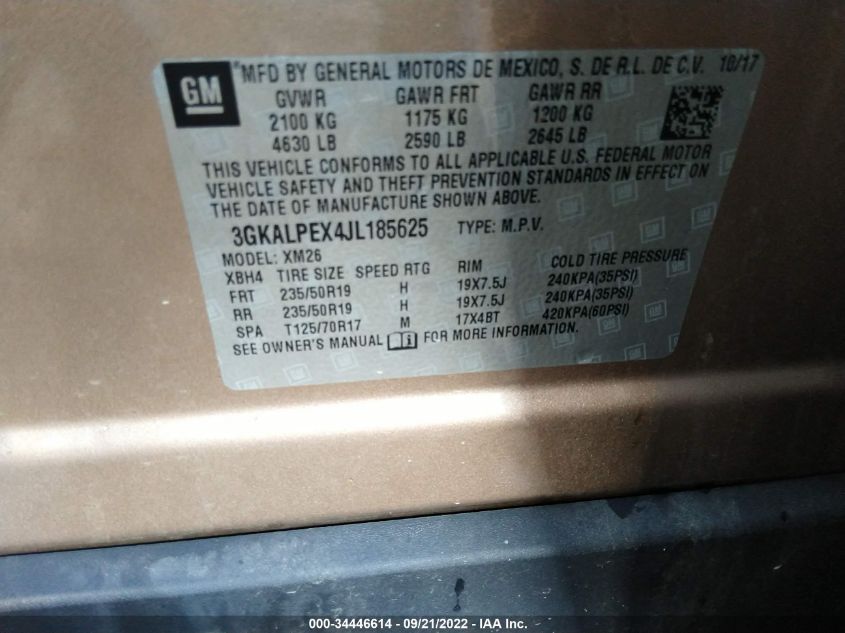 GM
*MFD BY GENERAL MOTORS DE MEXICO, S. DE R.L. DE C.V. 10/17
GVWR GAWR FRT GAWR RR
2100 KG 1175 KG 1200 KG
4630 LB 2590 LB 2645 LB
THIS VEHICLE CONFORMS TO ALL APPLICABLE U.S. FEDERAL MOTOR
VEHICLE SAFETY AND THEFT PREVENTION STANDARDS IN EFFECT ON
THE DATE OF MANUFACTURE SHOWN ABOVE.
3GKALPEX4JL185625 TYPE: M.P.V.
MODEL: XM26
XBH4 TIRE SIZE SPEED RTG RIM COLD TIRE PRESSURE
FRT 235/50R19 H 19X7.5J 240KPA(35PSI)
RR 235/50R19 H 19X7.5J 240KPA(35PSI)
SPA T125/70R17 M 17X4BT 420KPA(60PSI)
SEE OWNER'S MANUAL FOR MORE INFORMATION.
000-34446614 - 09/21/2022 - IAA Inc.